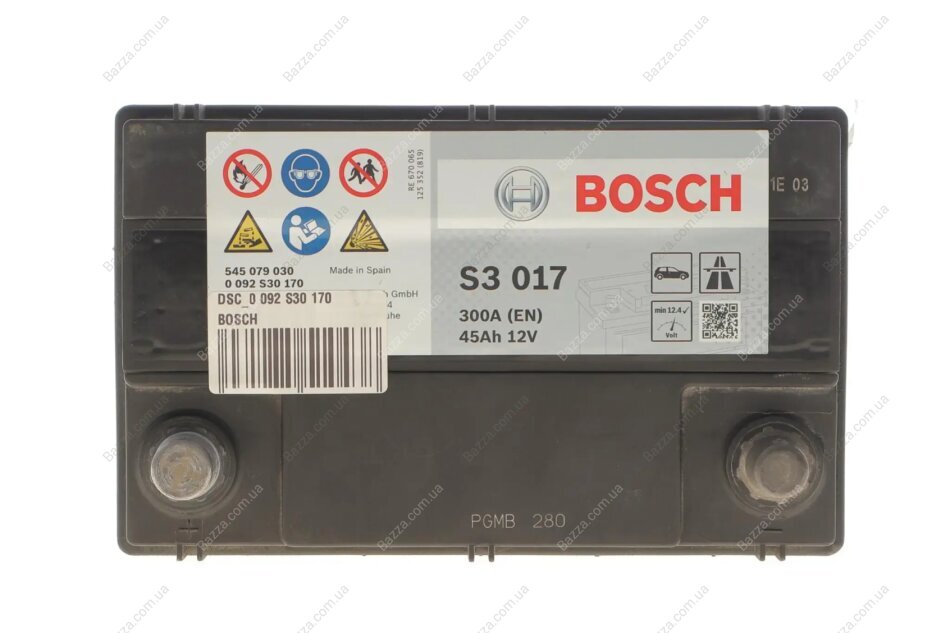 BOSCH
S3 017
300A (EN)
45Ah 12V
min 12.4 ✓
Volt
RE 670 065
125 352 (819)
545 079 030
0 092 S30 170
Made in Spain
GmbH
DSC_0 092 S30 170
BOSCH
1E 03
+
−
PGMB 280
Bazza.com.ua